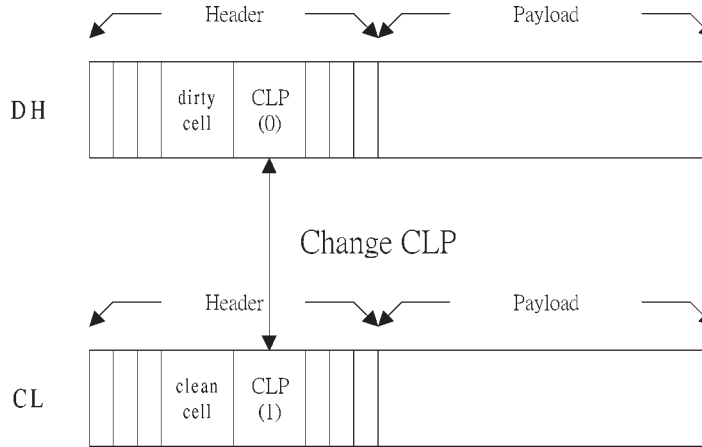 Header Payload
DH
dirty cell
CLP (0)
Change CLP
Header Payload
CL
clean cell
CLP (1)